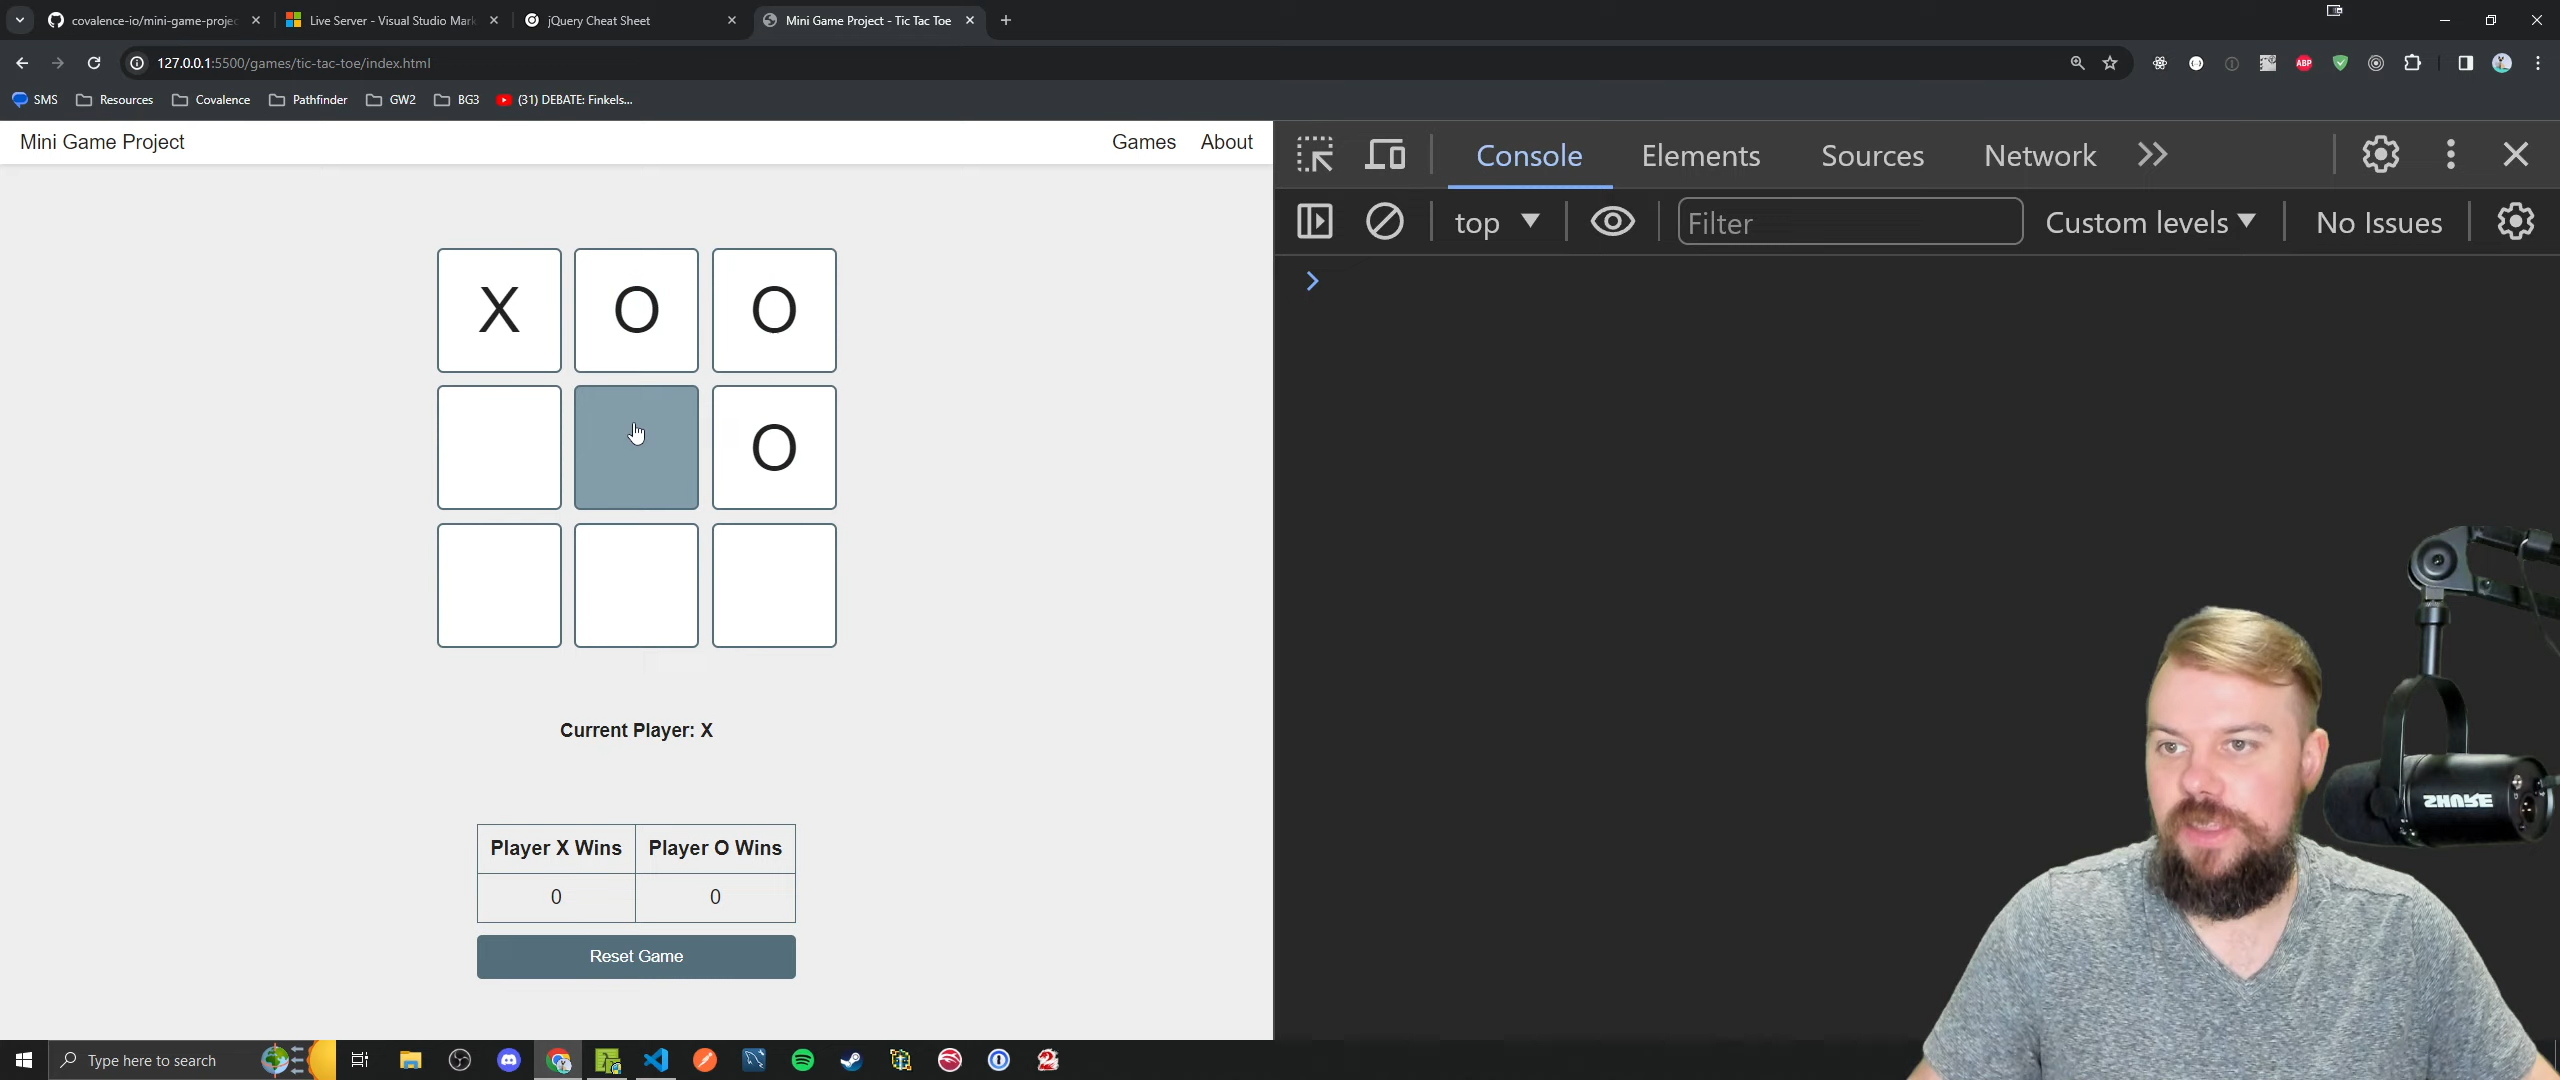 covalence-io/mini-game-projec
Live Server - Visual Studio Mark
jQuery Cheat Sheet
Mini Game Project - Tic Tac Toe
127.0.0.1:5500/games/tic-tac-toe/index.html
ABP
SMS
Resources
Covalence
Pathfinder
GW2
BG3
(31) DEBATE: Finkels...
Mini Game Project
Games
About
Console
Elements
Sources
Network
top
Filter
Custom levels
No Issues
X O O
O
Current Player: X
Player X Wins
Player O Wins
0
0
Reset Game
SHURE
Type here to search